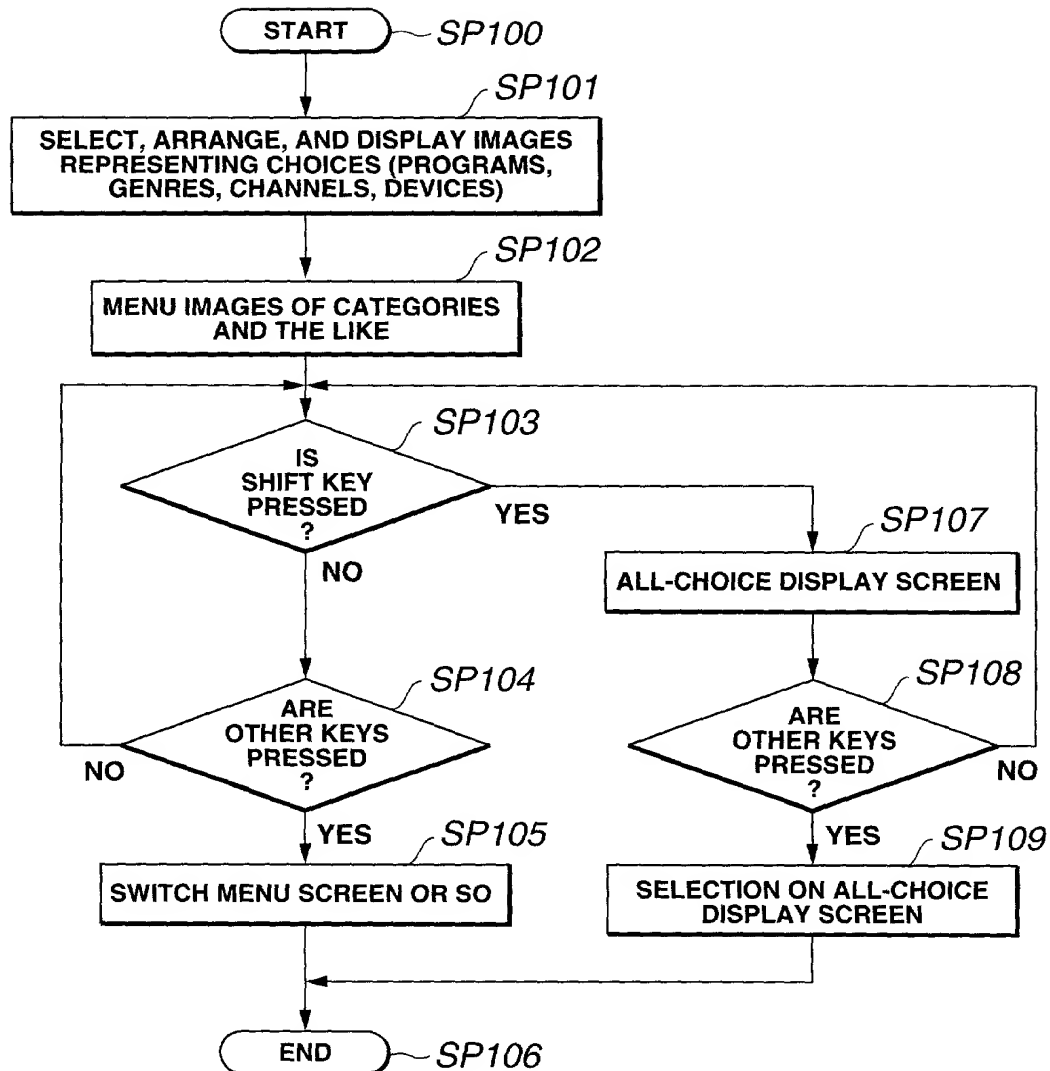 START
SP100
SP101
SELECT, ARRANGE, AND DISPLAY IMAGES
REPRESENTING CHOICES (PROGRAMS,
GENRES, CHANNELS, DEVICES)
SP102
MENU IMAGES OF CATEGORIES
AND THE LIKE
SP103
IS
SHIFT KEY
PRESSED
?
YES
NO
SP107
ALL-CHOICE DISPLAY SCREEN
SP104
ARE
OTHER KEYS
PRESSED
?
NO
YES
SP108
ARE
OTHER KEYS
PRESSED
?
NO
YES
SP105
SWITCH MENU SCREEN OR SO
SP109
SELECTION ON ALL-CHOICE
DISPLAY SCREEN
END
SP106